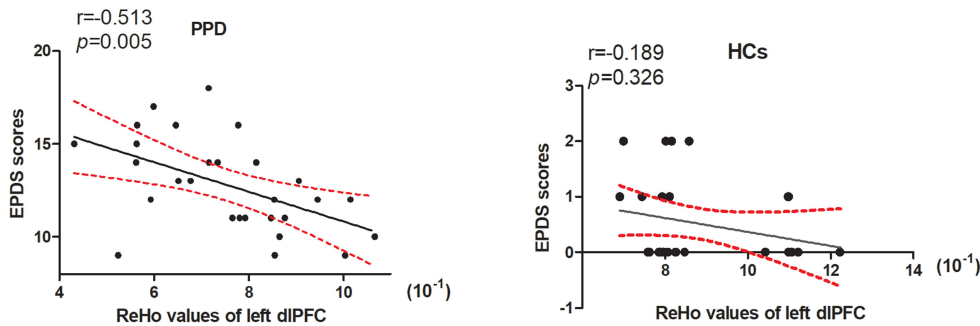 r=-0.513
p=0.005
PPD
20
15
10
EPDS scores
4
6
8
10
(10-1)
ReHo values of left dlPFC
r=-0.189
p=0.326
HCs
3
2
1
0
-1
EPDS scores
8
10
12
14
(10-1)
ReHo values of left dlPFC